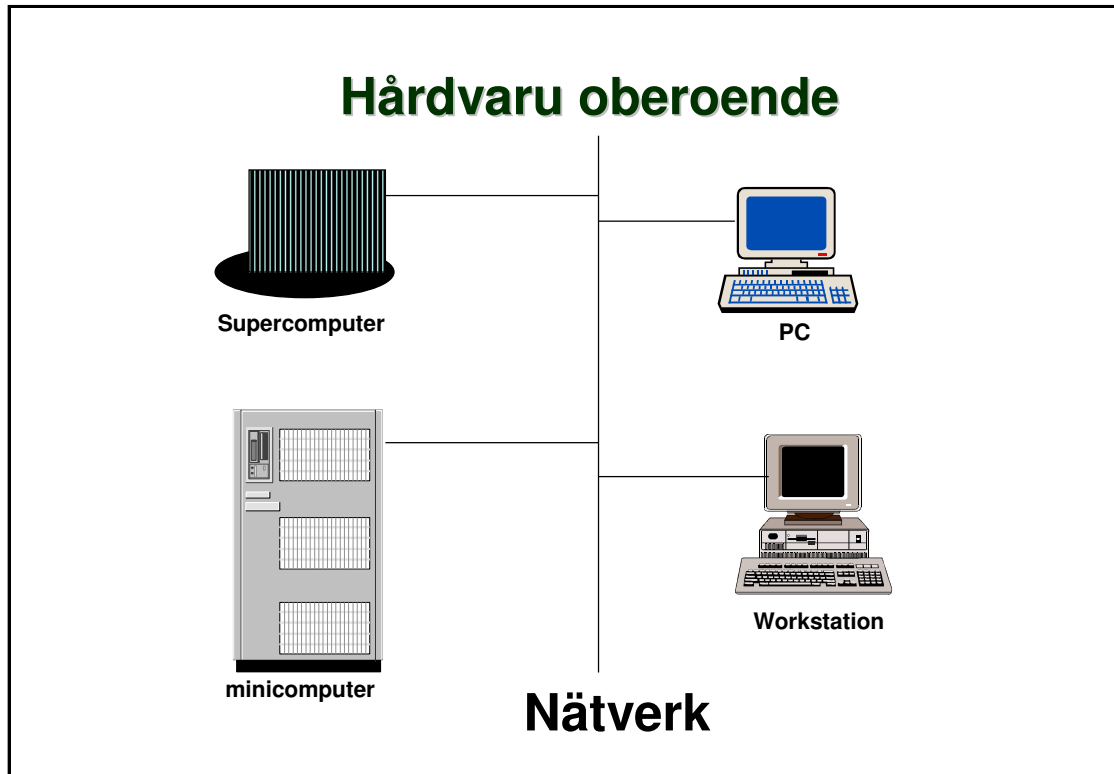 Hårdvaru oberoende
Supercomputer
PC
minicomputer
Workstation
Nätverk